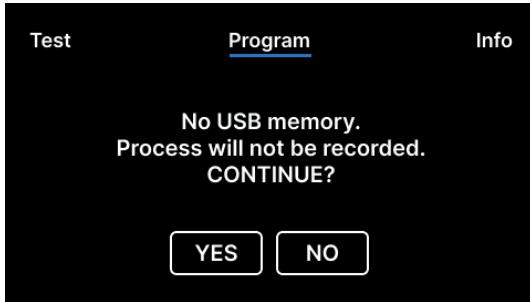 Test Program Info
No USB memory.
Process will not be recorded.
CONTINUE?
YES NO